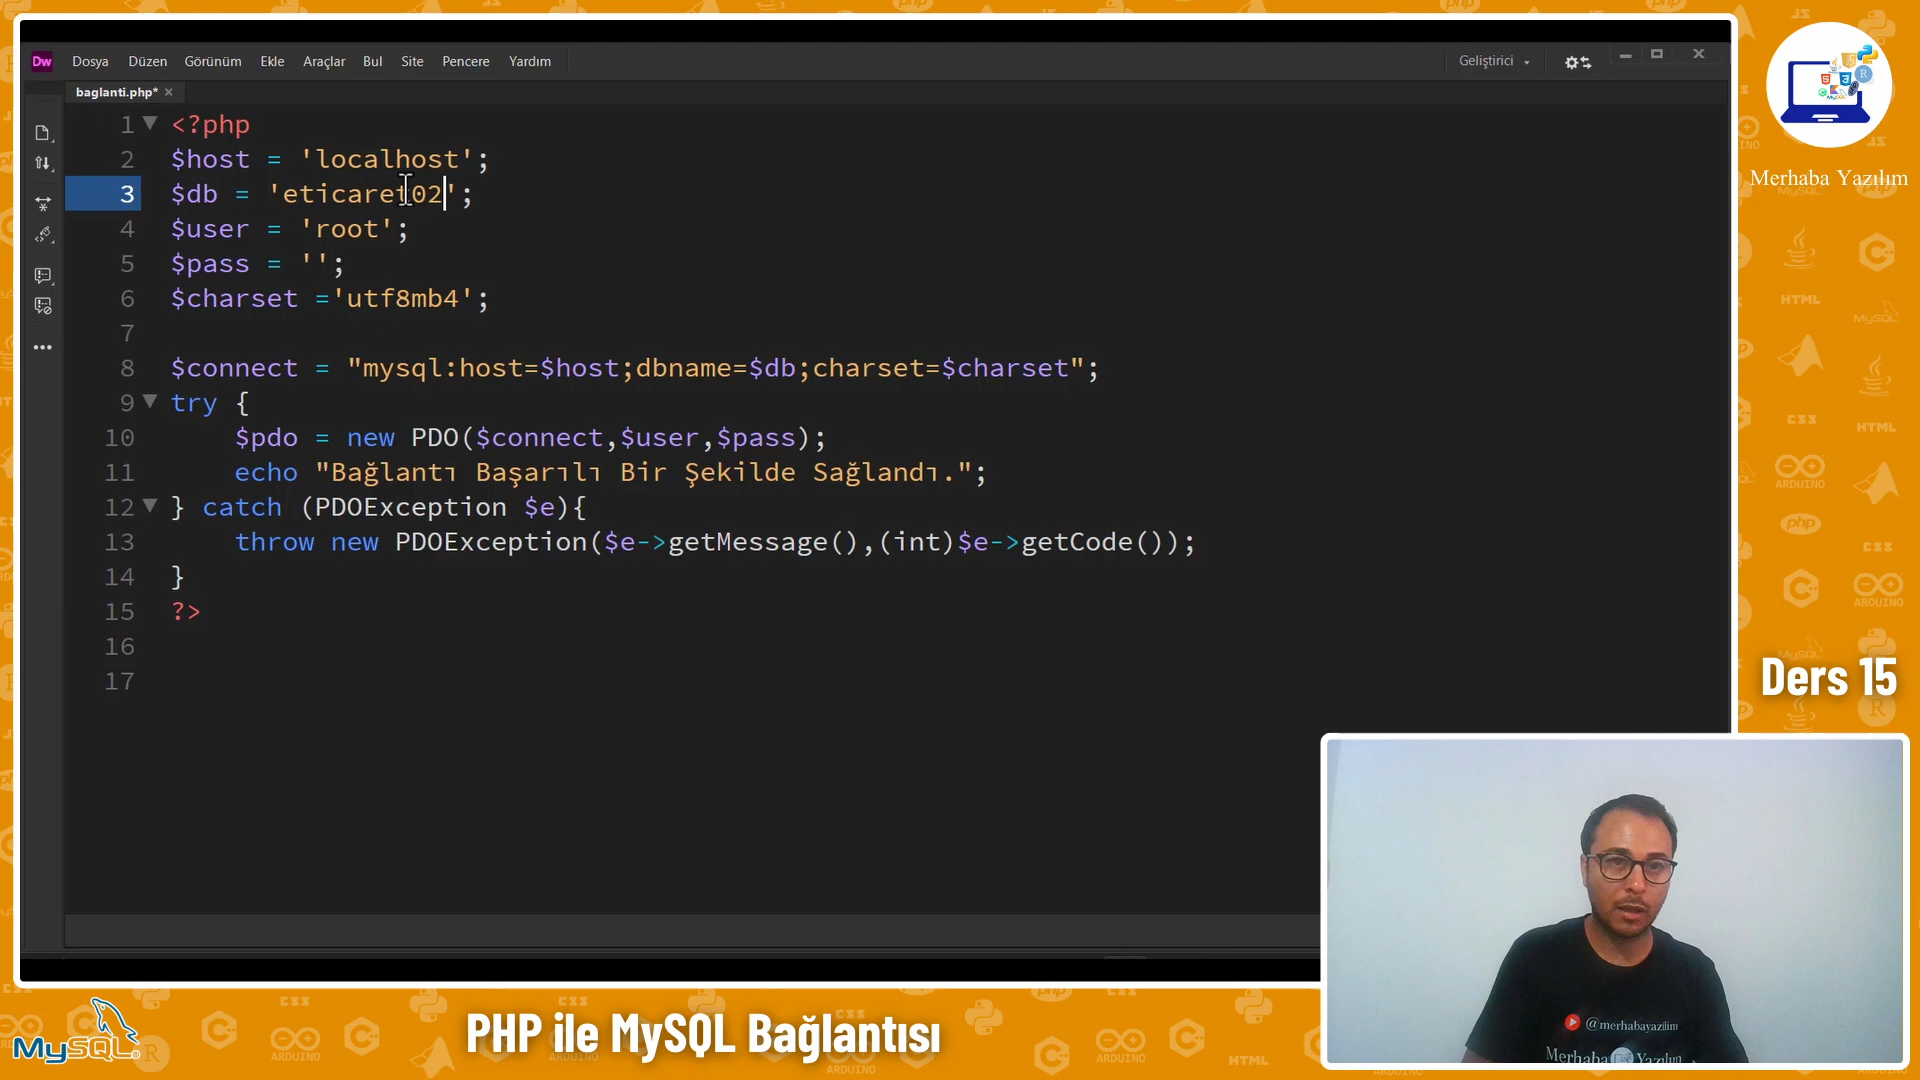 Dw Dosya Düzen Görünüm Ekle Araçlar Bul Site Pencere Yardım Geliştirici
baglanti.php*
1 <?php
2 $host = 'localhost';
3 $db = 'eticaret02';
4 $user = 'root';
5 $pass = '';
6 $charset ='utf8mb4';
7
8 $connect = "mysql:host=$host;dbname=$db;charset=$charset";
9 try {
10 $pdo = new PDO($connect,$user,$pass);
11 echo "Bağlantı Başarılı Bir Şekilde Sağlandı.";
12 } catch (PDOException $e){
13 throw new PDOException($e->getMessage(),(int)$e->getCode());
14 }
15 ?>
16
17
Merhaba Yazılım
Ders 15
@merhabayazilim
Merhaba Yazılım
MySQL
PHP ile MySQL Bağlantısı